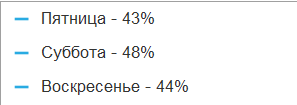 Пятница - 43%
Суббота - 48%
Воскресенье - 44%